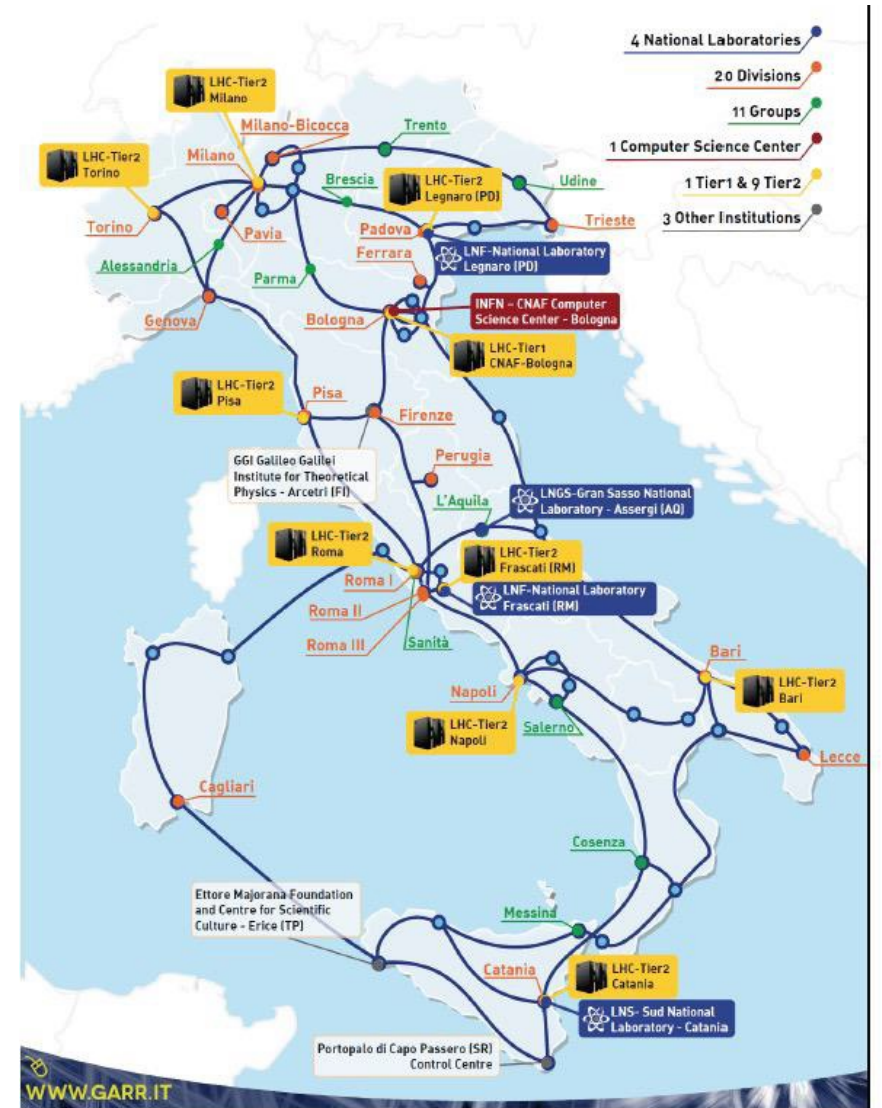 4 National Laboratories
20 Divisions
11 Groups
1 Computer Science Center
1 Tier1 & 9 Tier2
3 Other Institutions
LHC-Tier2
Milano
Milano-Bicocca
Trento
Milano
LHC-Tier2
Torino
Brescia
LHC-Tier2
Legnaro (PD)
Udine
Torino
Pavia
Padova
Trieste
Ferrara
LNF-National Laboratory
Legnaro (PD)
Alessandria
Parma
Genova
Bologna
INFN – CNAF Computer
Science Center - Bologna
LHC-Tier1
CNAF-Bologna
LHC-Tier2
Pisa
Pisa
Firenze
GGI Galileo Galilei
Institute for Theoretical
Physics - Arcetri (FI)
Perugia
L'Aquila
LNGS-Gran Sasso National
Laboratory - Assergi (AQ)
LHC-Tier2
Roma
LHC-Tier2
Frascati (RM)
Roma I
LNF-National Laboratory
Frascati (RM)
Roma II
Roma III
Sanità
Bari
LHC-Tier2
Bari
Napoli
LHC-Tier2
Napoli
Salerno
Lecce
Cagliari
Cosenza
Ettore Majorana Foundation
and Centre for Scientific
Culture - Erice (TP)
Messina
Catania
LHC-Tier2
Catania
LNS- Sud National
Laboratory - Catania
Portopalo di Capo Passero (SR)
Control Centre
WWW.GARR.IT